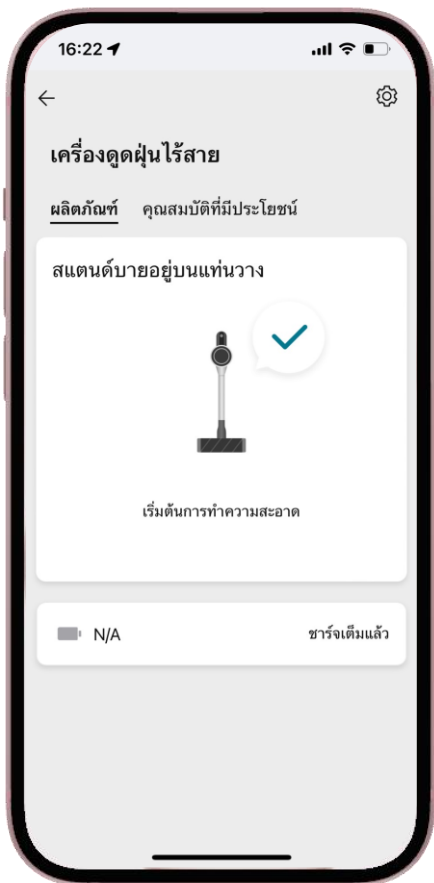 16:22
เครื่องดูดฝุ่นไร้สาย
ผลิตภัณฑ์ คุณสมบัติที่มีประโยชน์
สแตนด์บายอยู่บนแท่นวาง
เริ่มต้นการทำความสะอาด
N/A ชาร์จเต็มแล้ว